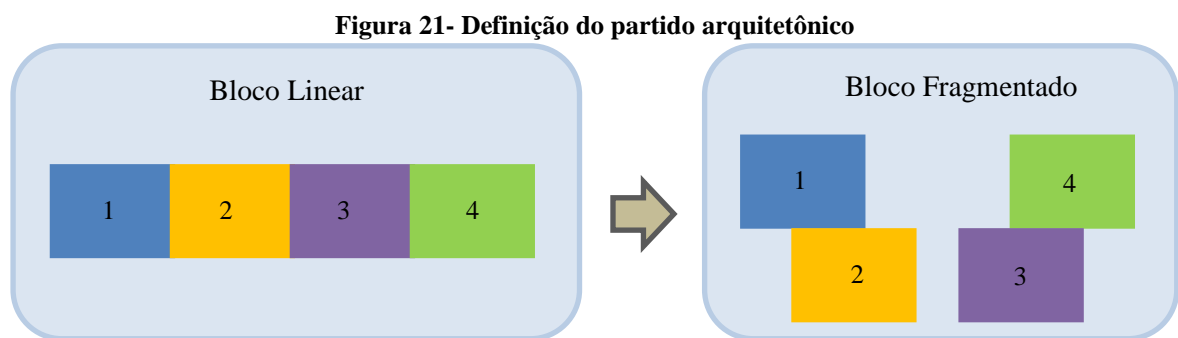 Figura 21- Definição do partido arquitetônico
Bloco Linear
1 2 3 4
Bloco Fragmentado
1 4
2 3